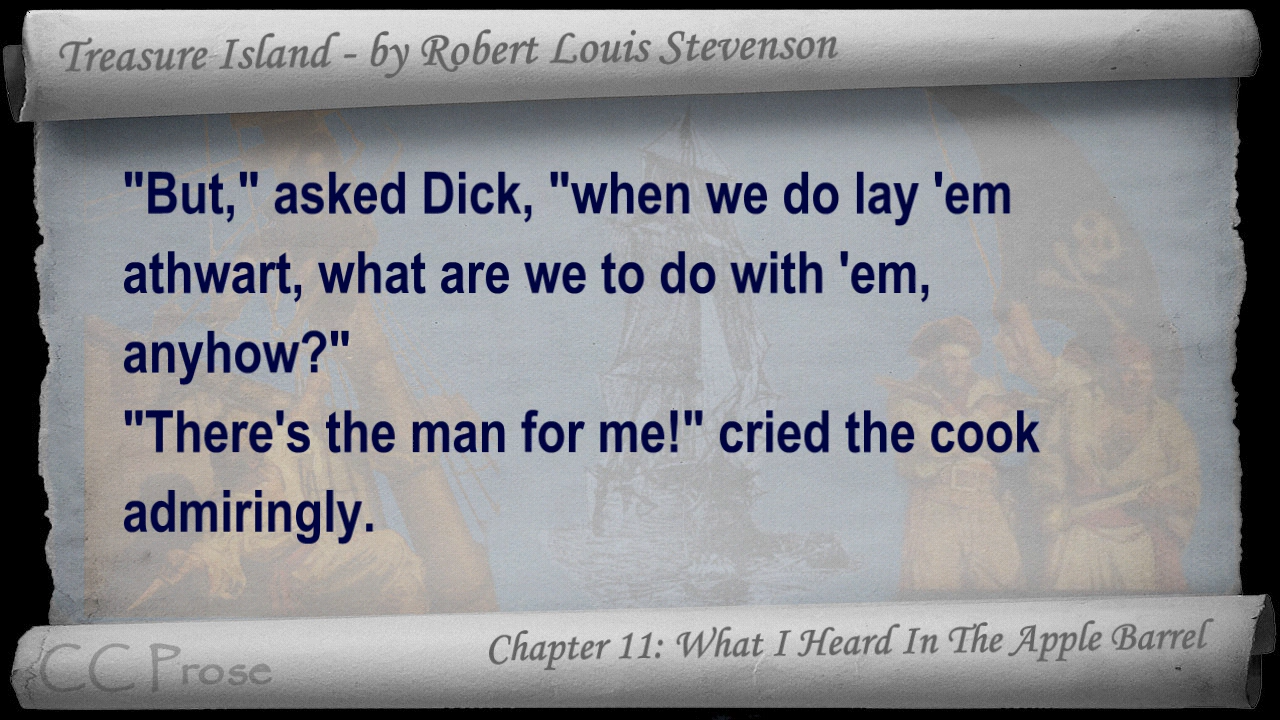 Treasure Island - by Robert Louis Stevenson
"But," asked Dick, "when we do lay 'em
athwart, what are we to do with 'em,
anyhow?"
"There's the man for me!" cried the cook
admiringly.
Chapter 11: What I Heard In The Apple Barrel
CC Prose